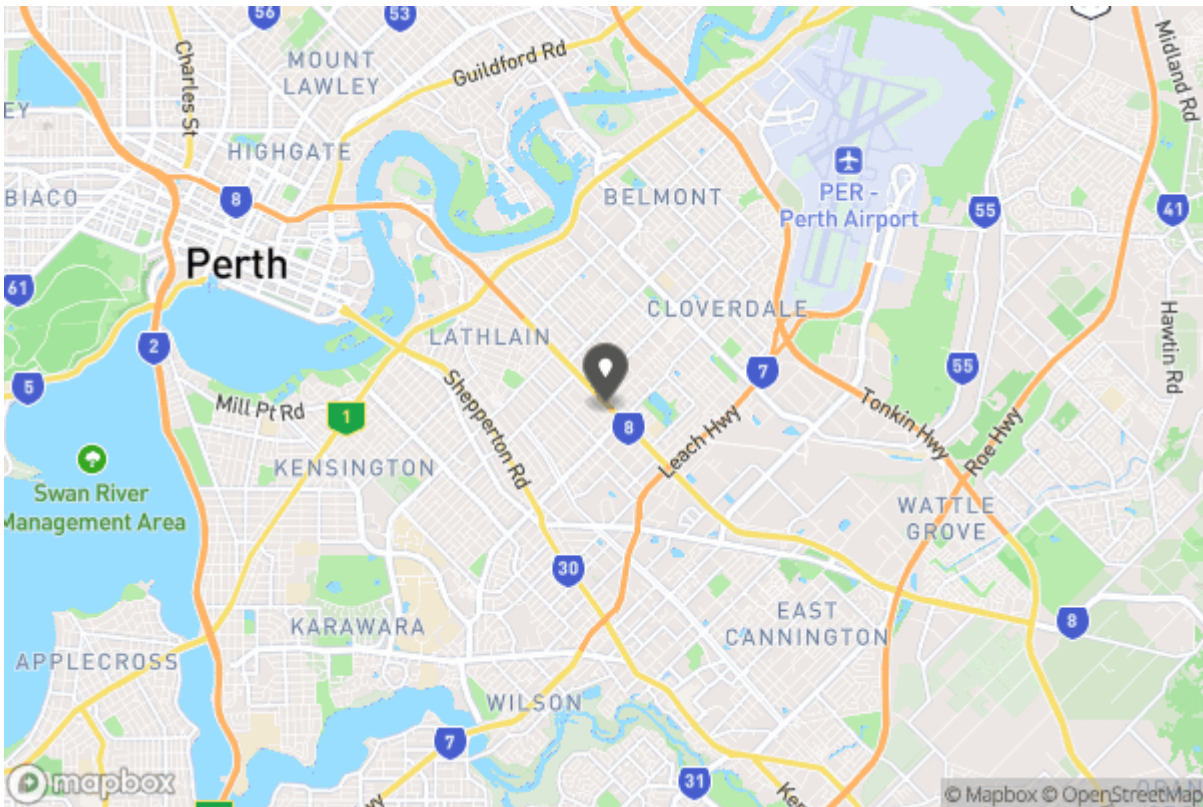 56
53
Charles St
MOUNT
LAWLEY
Guildford Rd
Midland Rd
EY
HIGHGATE
BIACO
8
BELMONT
PER -
Perth Airport
55
41
Perth
61
CLOVERDALE
2
LATHLAIN
Hawtin Rd
5
7
55
Mill Pt Rd
1
Shepperton Rd
8
Leach Hwy
Tonkin Hwy
Roe Hwy
KENSINGTON
Swan River
Management Area
WATTLE
GROVE
30
EAST
CANNINGTON
8
KARAWARA
APPLECROSS
WILSON
7
31
mapbox
© Mapbox © OpenStreetMap